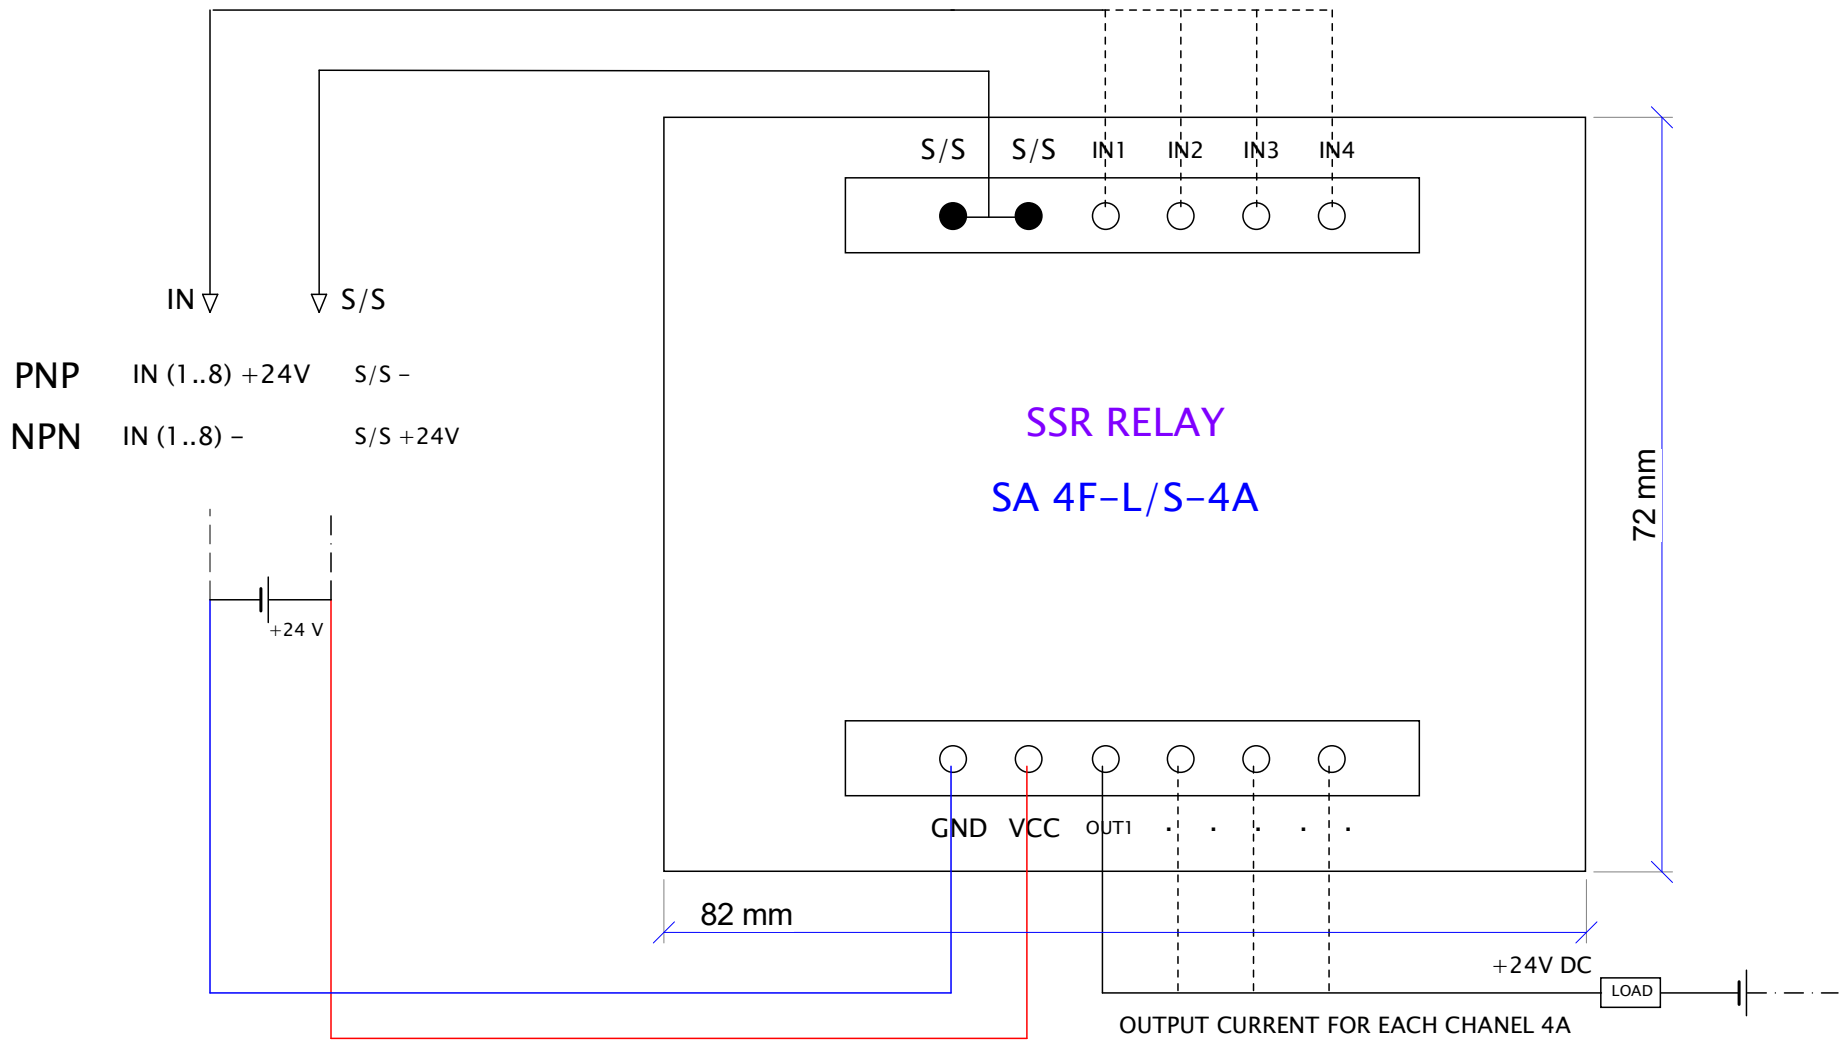 S/S S/S IN1 IN2 IN3 IN4
IN S/S
PNP IN (1..8) +24V S/S -
NPN IN (1..8) - S/S +24V
SSR RELAY
SA 4F-L/S-4A
72 mm
+24 V
GND VCC OUT1 . . . . .
82 mm
+24V DC
LOAD
OUTPUT CURRENT FOR EACH CHANEL 4A